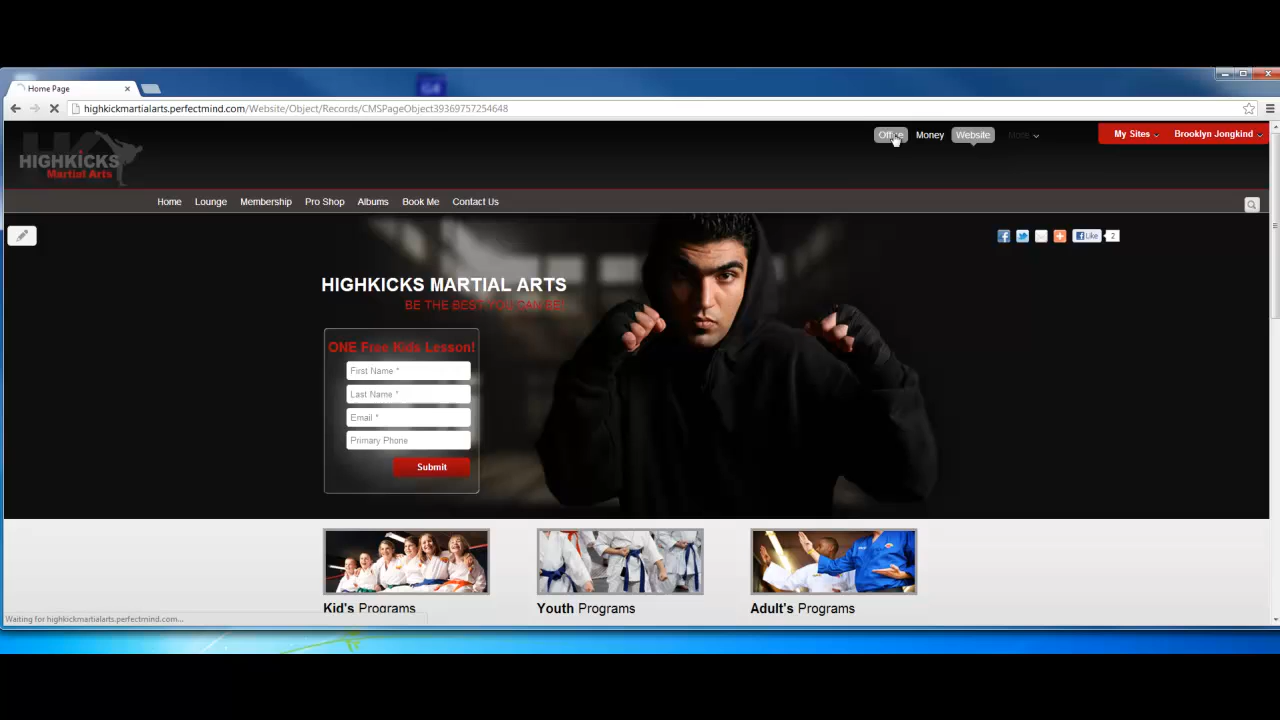 Home Page
highkickmartialarts.perfectmind.com/Website/Object/Records/CMSPageObject39369757254648
Office Money Website More
My Sites Brooklyn Jongkind
HIGHKICKS
Martial Arts
Home Lounge Membership Pro Shop Albums Book Me Contact Us
Like 2
HIGHKICKS MARTIAL ARTS
BE THE BEST YOU CAN BE!
ONE Free Kids Lesson!
First Name *
Last Name *
Email *
Primary Phone
Submit
Kid's Programs
Youth Programs
Adult's Programs
Waiting for highkickmartialarts.perfectmind.com...